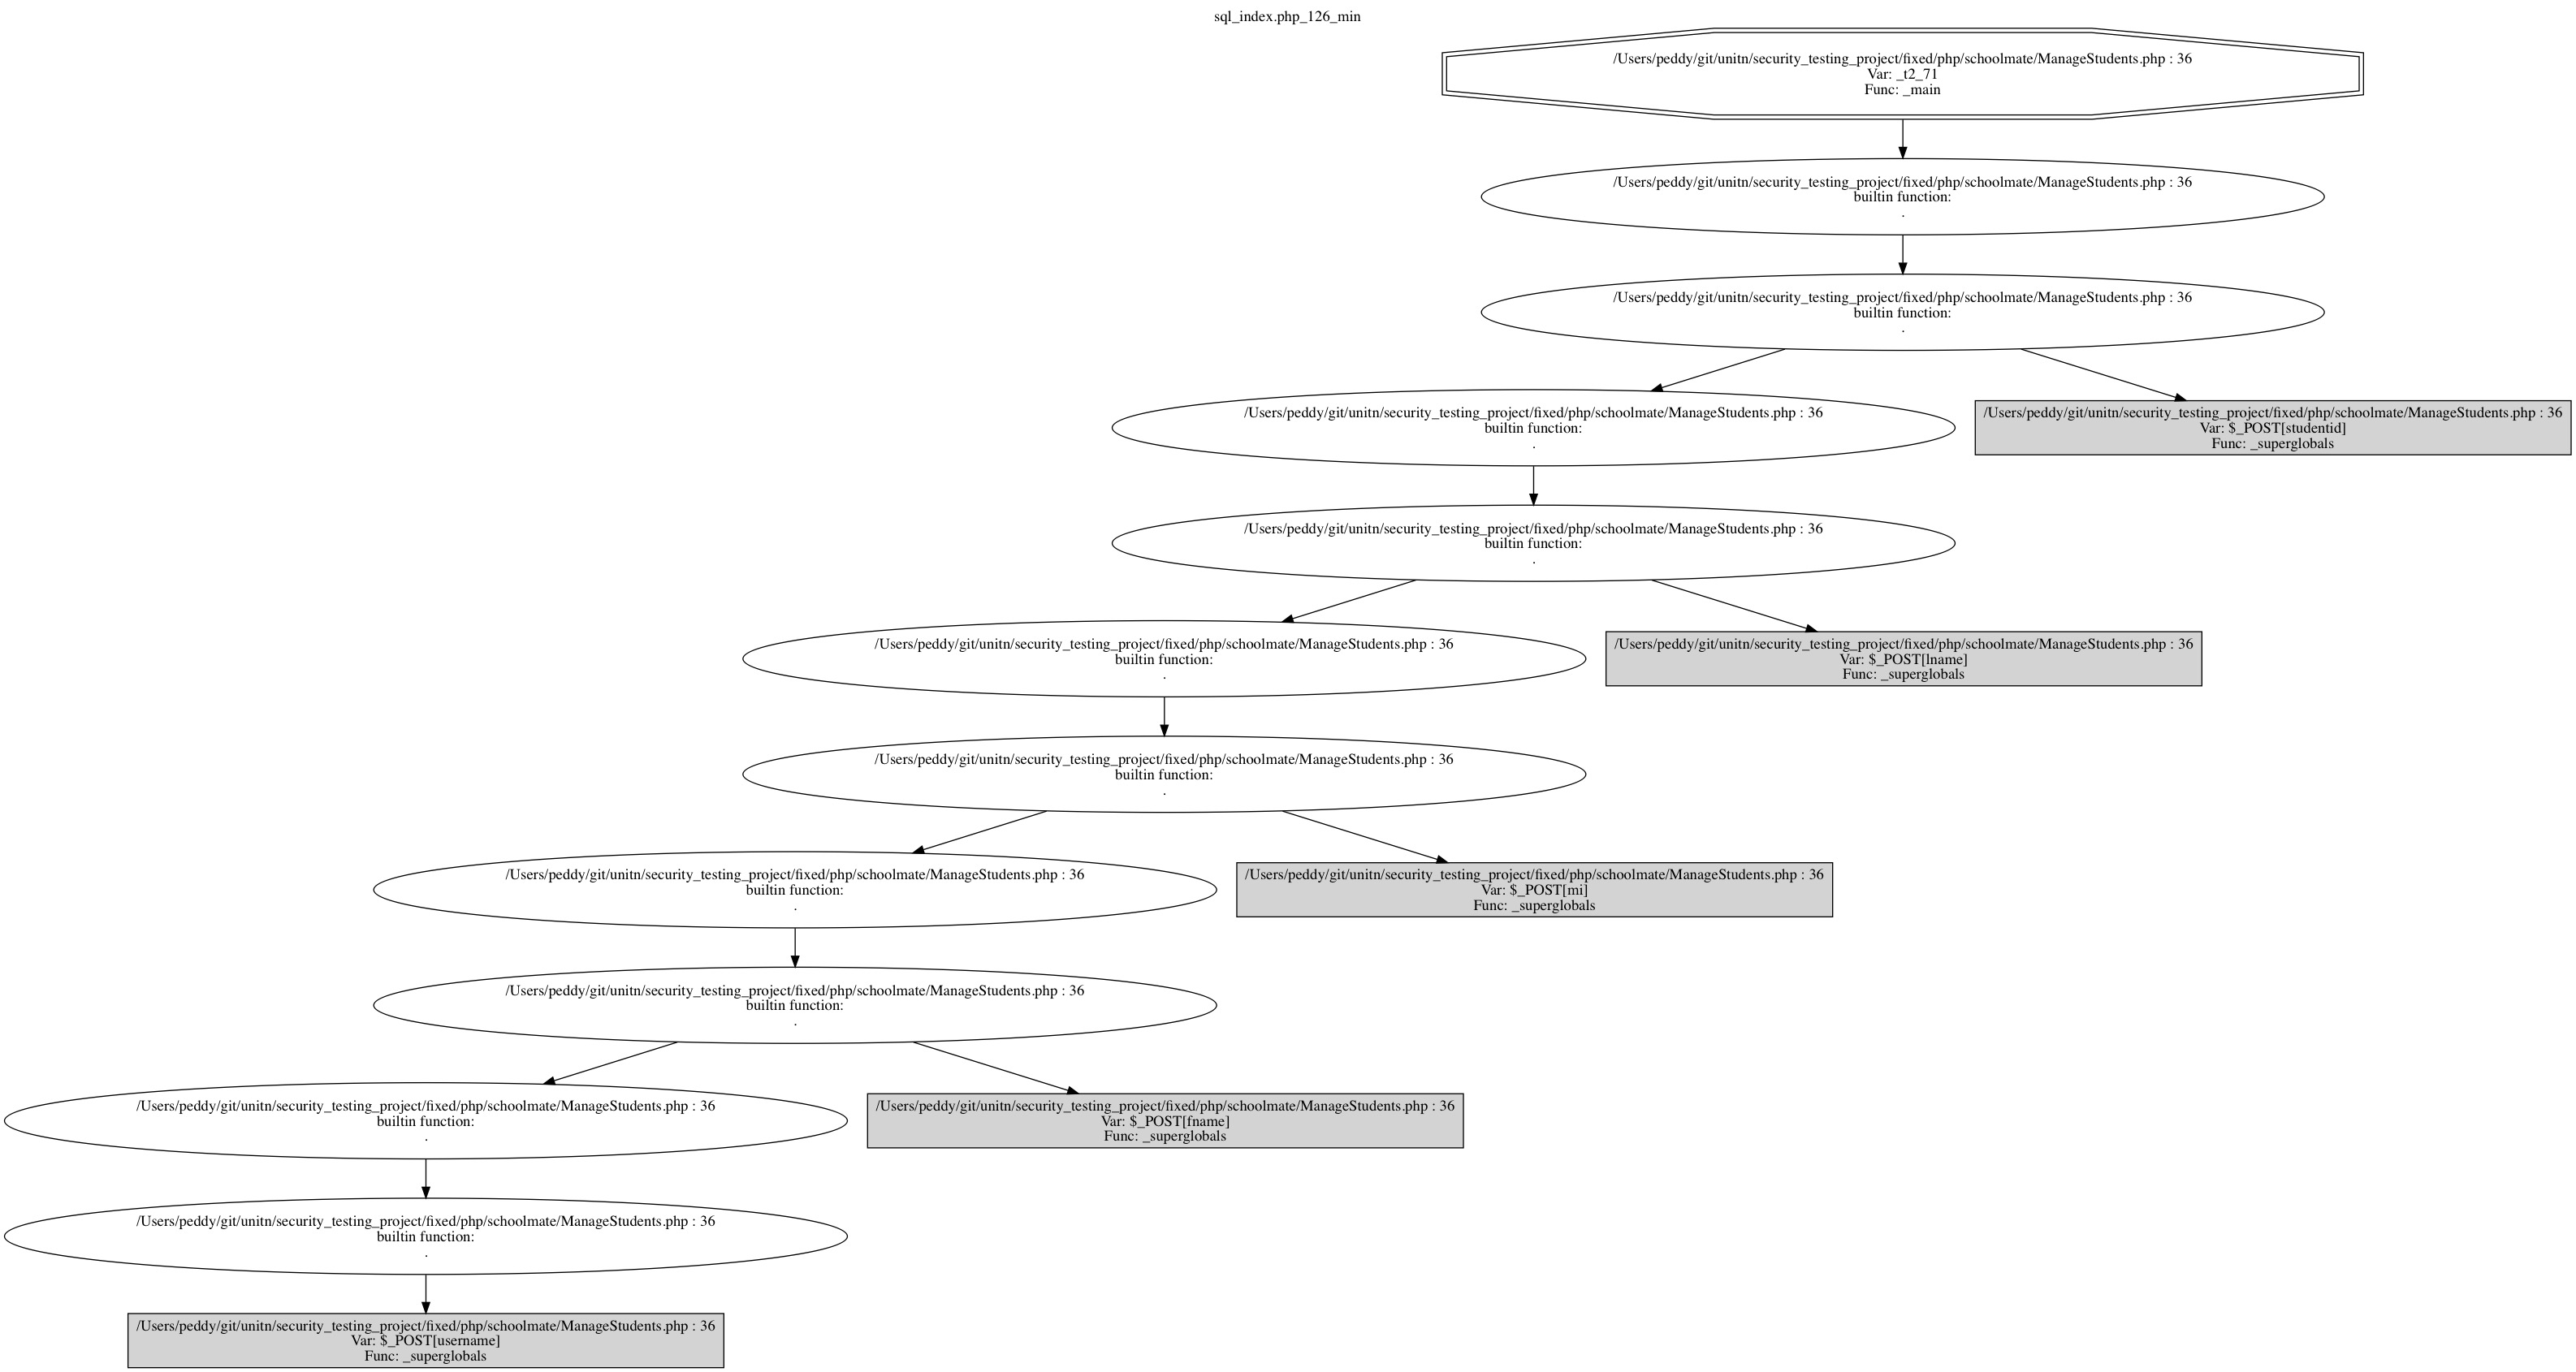 sql_index.php_126_min
/Users/peddy/git/unitn/security_testing_project/fixed/php/schoolmate/ManageStudents.php : 36
Var: _t2_71
Func: _main
/Users/peddy/git/unitn/security_testing_project/fixed/php/schoolmate/ManageStudents.php : 36
builtin function:
.
/Users/peddy/git/unitn/security_testing_project/fixed/php/schoolmate/ManageStudents.php : 36
builtin function:
.
/Users/peddy/git/unitn/security_testing_project/fixed/php/schoolmate/ManageStudents.php : 36
builtin function:
.
/Users/peddy/git/unitn/security_testing_project/fixed/php/schoolmate/ManageStudents.php : 36
Var: $_POST[studentid]
Func: _superglobals
/Users/peddy/git/unitn/security_testing_project/fixed/php/schoolmate/ManageStudents.php : 36
builtin function:
.
/Users/peddy/git/unitn/security_testing_project/fixed/php/schoolmate/ManageStudents.php : 36
builtin function:
.
/Users/peddy/git/unitn/security_testing_project/fixed/php/schoolmate/ManageStudents.php : 36
Var: $_POST[lname]
Func: _superglobals
/Users/peddy/git/unitn/security_testing_project/fixed/php/schoolmate/ManageStudents.php : 36
builtin function:
.
/Users/peddy/git/unitn/security_testing_project/fixed/php/schoolmate/ManageStudents.php : 36
builtin function:
.
/Users/peddy/git/unitn/security_testing_project/fixed/php/schoolmate/ManageStudents.php : 36
Var: $_POST[mi]
Func: _superglobals
/Users/peddy/git/unitn/security_testing_project/fixed/php/schoolmate/ManageStudents.php : 36
builtin function:
.
/Users/peddy/git/unitn/security_testing_project/fixed/php/schoolmate/ManageStudents.php : 36
builtin function:
.
/Users/peddy/git/unitn/security_testing_project/fixed/php/schoolmate/ManageStudents.php : 36
Var: $_POST[fname]
Func: _superglobals
/Users/peddy/git/unitn/security_testing_project/fixed/php/schoolmate/ManageStudents.php : 36
builtin function:
.
/Users/peddy/git/unitn/security_testing_project/fixed/php/schoolmate/ManageStudents.php : 36
Var: $_POST[username]
Func: _superglobals